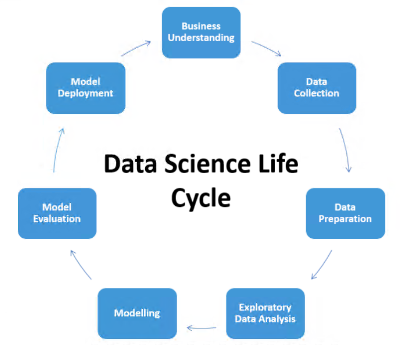 Business
Understanding
Data
Collection
Data
Preparation
Exploratory
Data Analysis
Modelling
Model
Evaluation
Model
Deployment
Data Science Life
Cycle